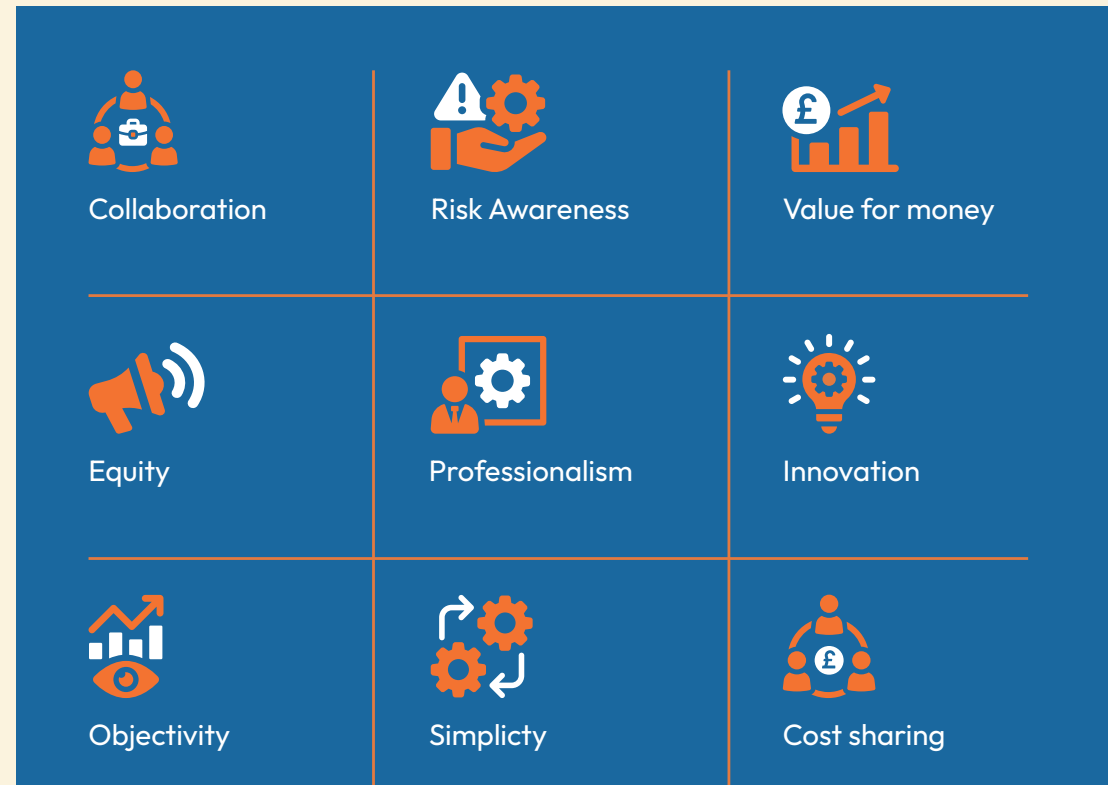 Collaboration
Risk Awareness
£
Value for money
Equity
Professionalism
Innovation
Objectivity
Simplicty
£
Cost sharing